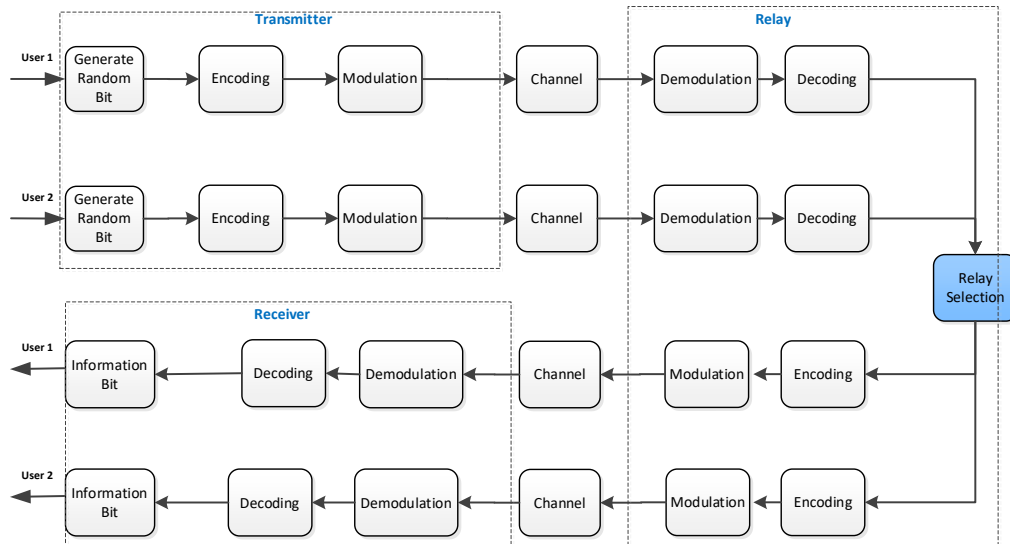 Transmitter
Relay
User 1
Generate
Random
Bit
Encoding
Modulation
Channel
Demodulation
Decoding
User 2
Generate
Random
Bit
Encoding
Modulation
Channel
Demodulation
Decoding
Relay
Selection
Receiver
User 1
Information
Bit
Decoding
Demodulation
Channel
Modulation
Encoding
User 2
Information
Bit
Decoding
Demodulation
Channel
Modulation
Encoding